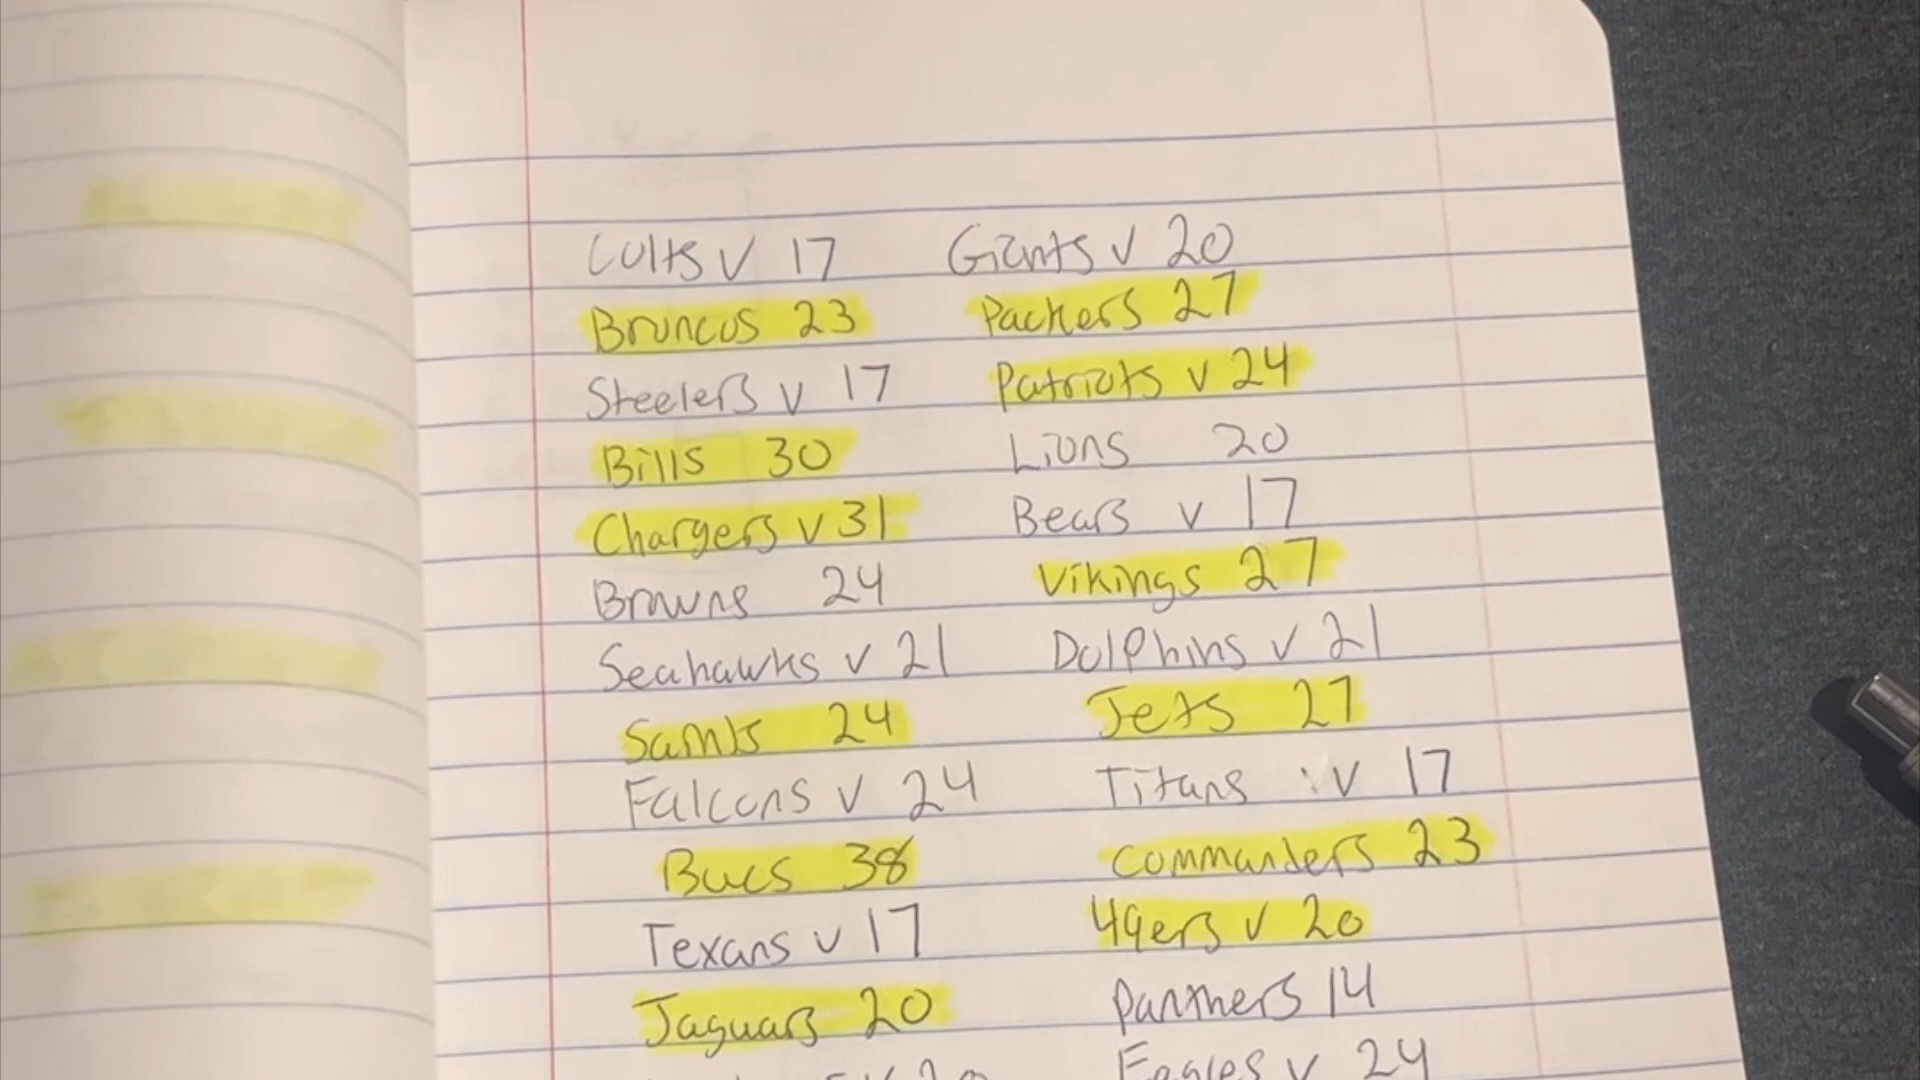 Colts v 17
Broncos 23
Steelers v 17
Bills 30
Chargers v 31
Browns 24
Seahawks v 21
Saints 24
Falcons v 24
Bucs 38
Texans v 17
Jaguars 20
v 20
Giants v 20
Packers 27
Patriots v 24
Lions 20
Bears v 17
Vikings 27
Dolphins v 21
Jets 27
Titans v 17
Commanders 23
49ers v 20
Panthers 14
Eagles v 24